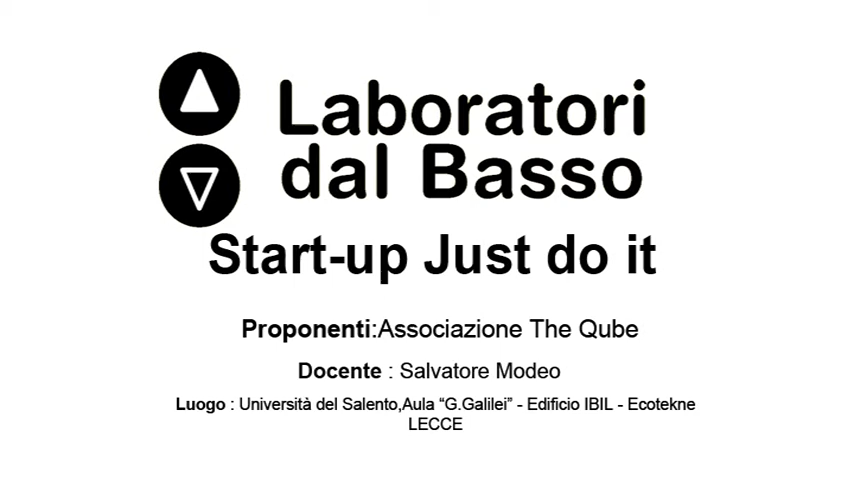 Laboratori
dal Basso
Start-up Just do it
Proponenti:Associazione The Qube
Docente : Salvatore Modeo
Luogo : Università del Salento,Aula “G.Galilei” - Edificio IBIL - Ecotekne
LECCE